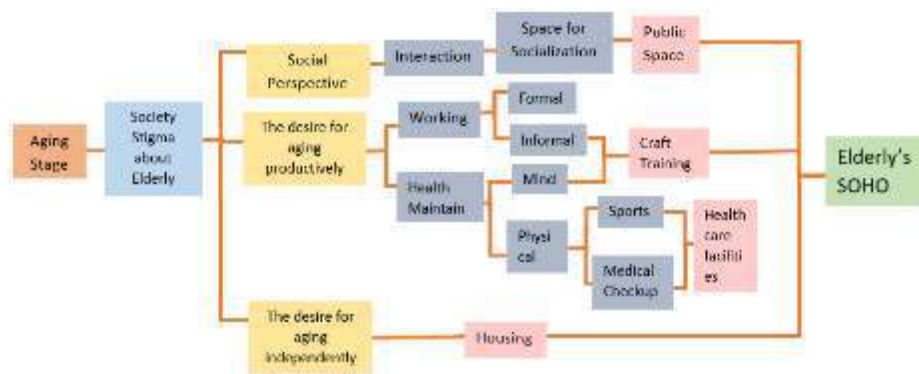 Aging
Stage
Society
Stigma
about
Elderly
Social
Perspective
Interaction
Space for
Socialization
Public
Space
The desire for
aging
productively
Working
Formal
Informal
Craft
Training
Health
Maintain
Mind
Physi
cal
Sports
Medical
Checkup
Health
care
faciliti
es
The desire for
aging
independently
Housing
Elderly's
SOHO